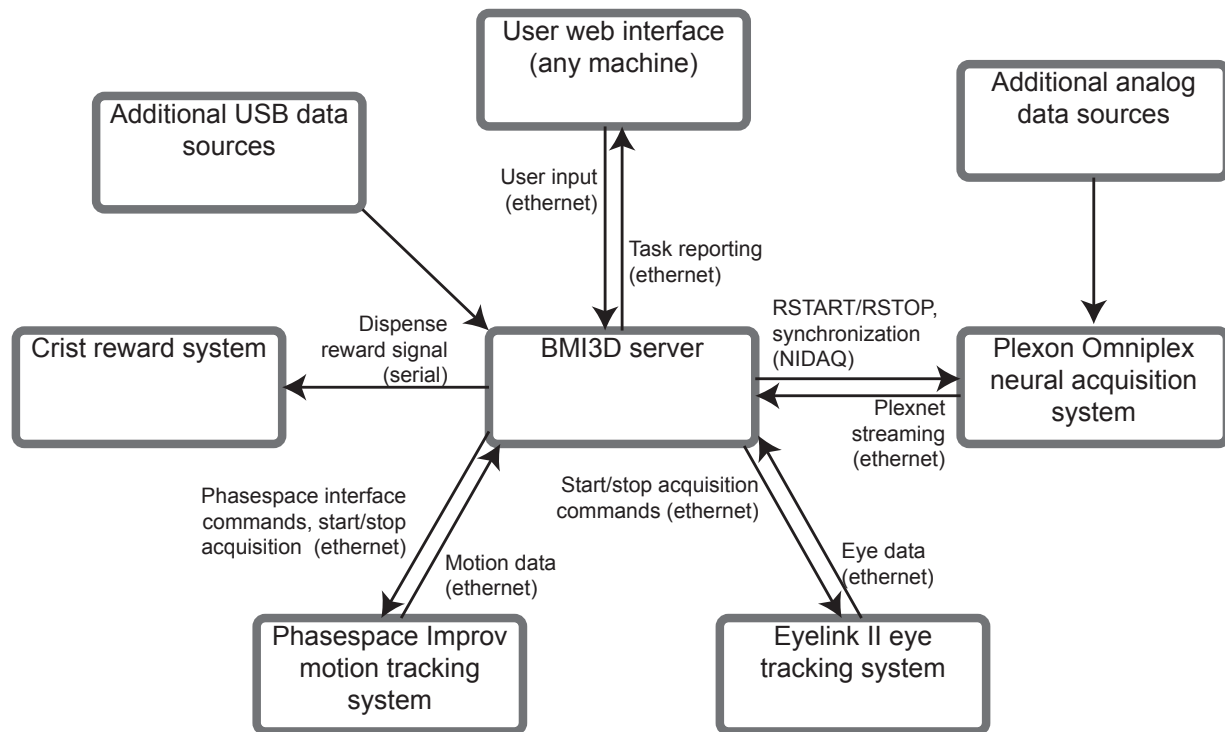 User web interface
(any machine)
Additional USB data
sources
Additional analog
data sources
User input
(ethernet)
Task reporting
(ethernet)
Crist reward system
Dispense
reward signal
(serial)
BMI3D server
RSTART/RSTOP,
synchronization
(NIDAQ)
Plexon Omniplex
neural acquisition
system
Plexnet
streaming
(ethernet)
Phasespace interface
commands, start/stop
acquisition  (ethernet)
Motion data
(ethernet)
Start/stop acquisition
commands (ethernet)
Eye data
(ethernet)
Phasespace Improv
motion tracking
system
Eyelink II eye
tracking system